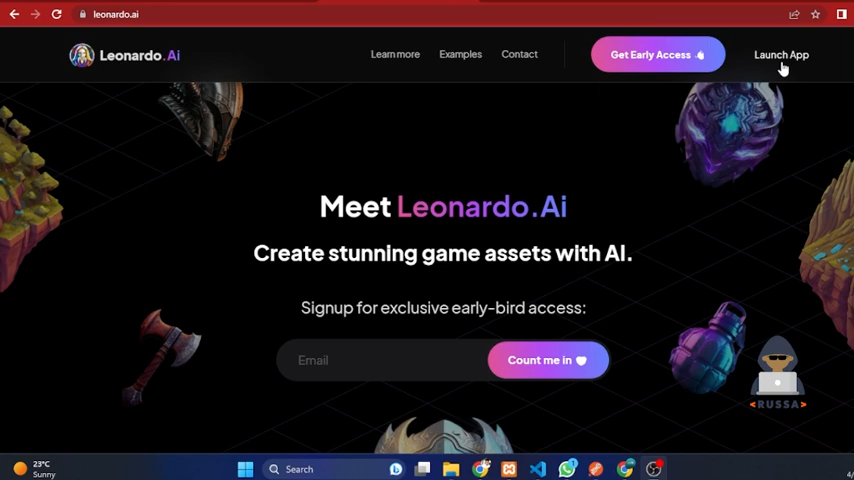 leonardo.ai
Leonardo.Ai
Learn more
Examples
Contact
Get Early Access
Launch App
Meet Leonardo.Ai
Create stunning game assets with AI.
Signup for exclusive early-bird access:
Email
Count me in
<RUSSA>
23°C
Sunny
Search
4/